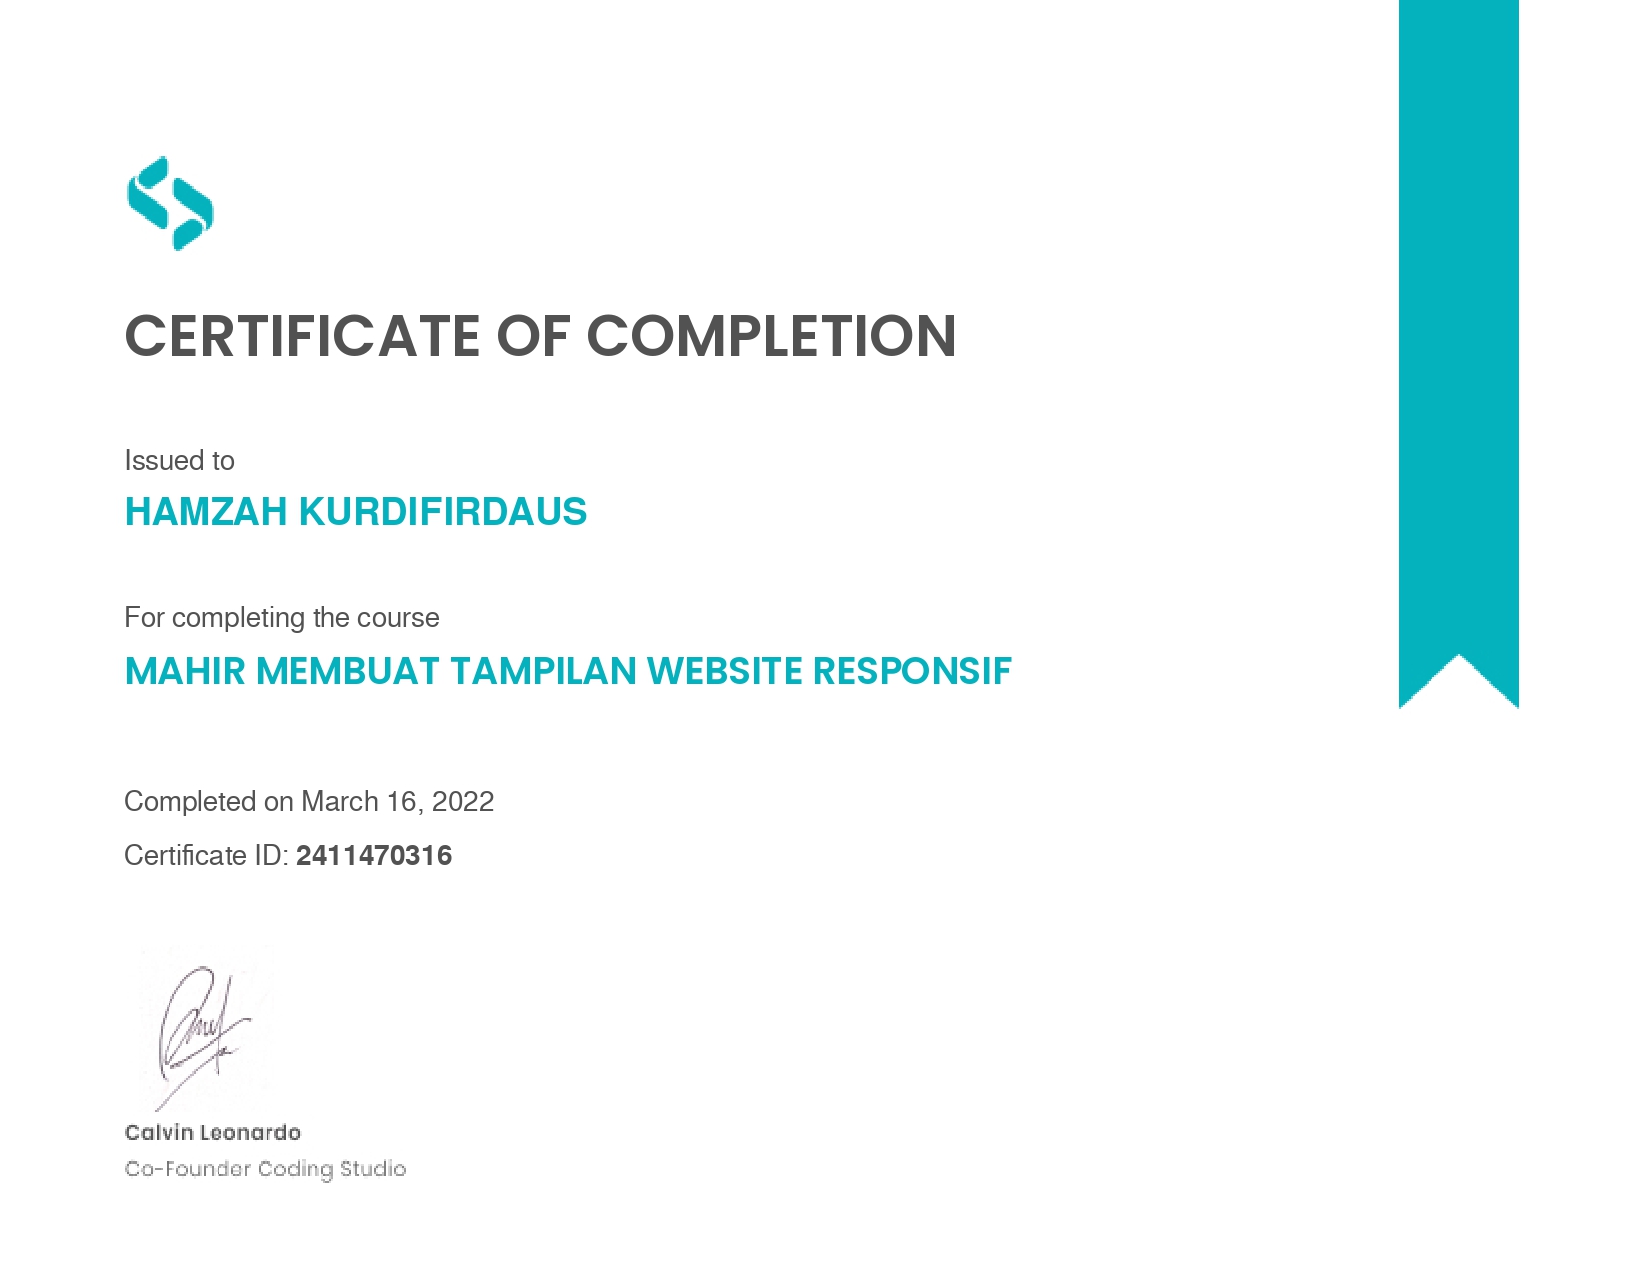 CERTIFICATE OF COMPLETION
Issued to
HAMZAH KURDIFIRDAUS
For completing the course
MAHIR MEMBUAT TAMPILAN WEBSITE RESPONSIF
Completed on March 16, 2022
Certificate ID: 2411470316
Calvin Leonardo
Co-Founder Coding Studio